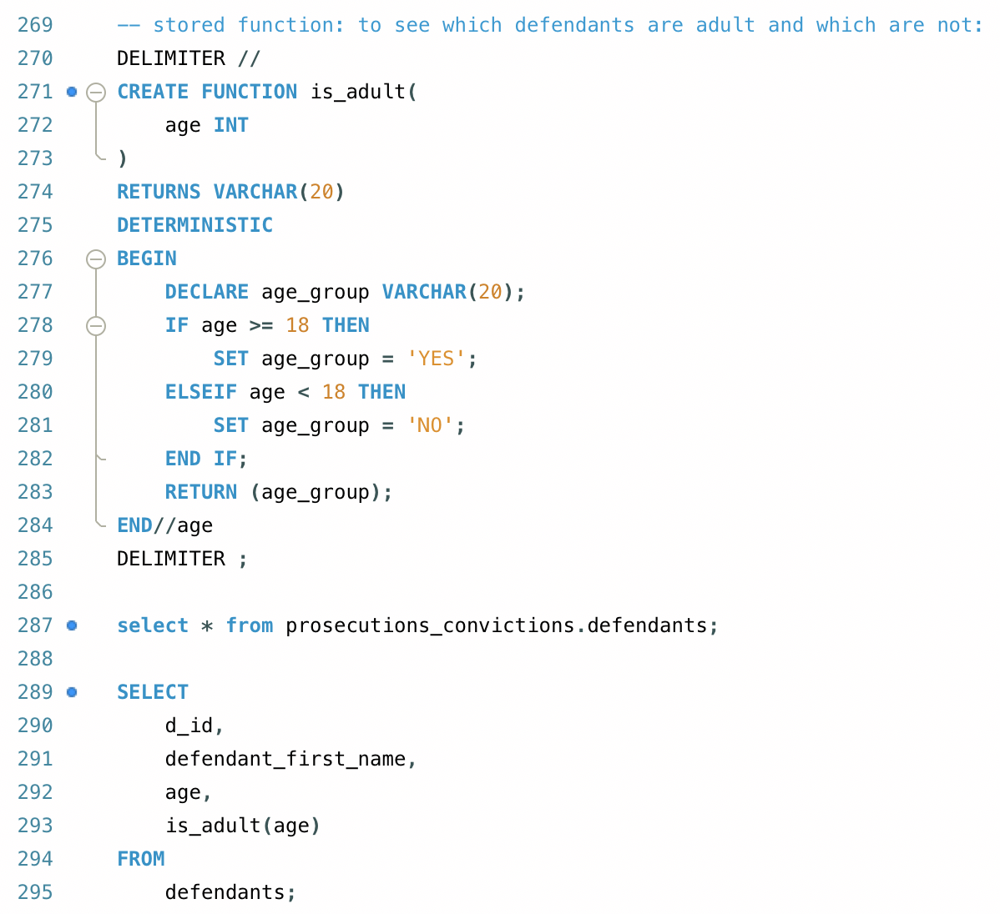 269 -- stored function: to see which defendants are adult and which are not:
270 DELIMITER //
271 CREATE FUNCTION is_adult(
272     age INT
273 )
274 RETURNS VARCHAR(20)
275 DETERMINISTIC
276 BEGIN
277     DECLARE age_group VARCHAR(20);
278     IF age >= 18 THEN
279         SET age_group = 'YES';
280     ELSEIF age < 18 THEN
281         SET age_group = 'NO';
282     END IF;
283     RETURN (age_group);
284 END//age
285 DELIMITER ;
286
287 select * from prosecutions_convictions.defendants;
288
289 SELECT
290     d_id,
291     defendant_first_name,
292     age,
293     is_adult(age)
294 FROM
295     defendants;